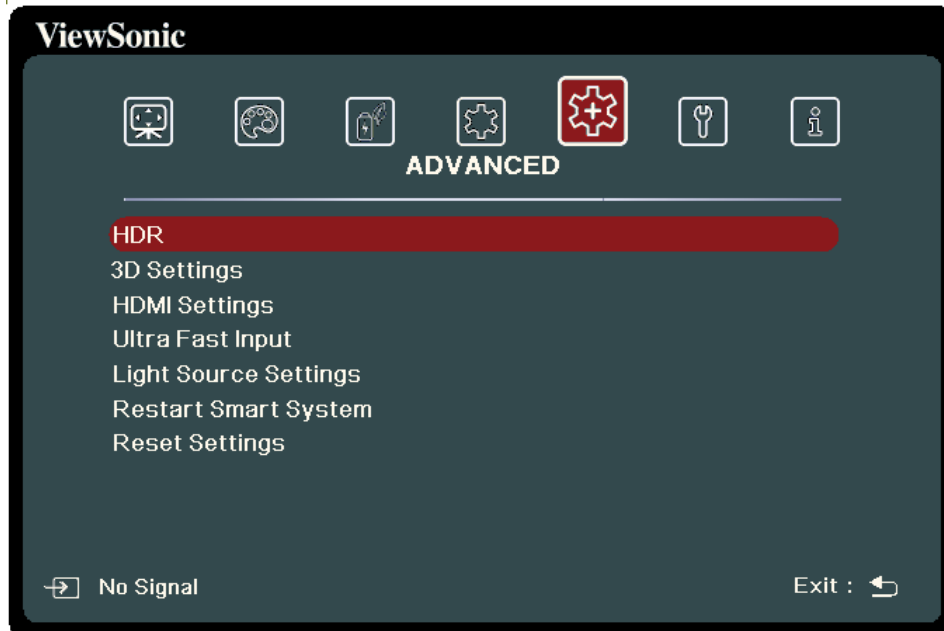 ViewSonic
ADVANCED
HDR
3D Settings
HDMI Settings
Ultra Fast Input
Light Source Settings
Restart Smart System
Reset Settings
No Signal
Exit :